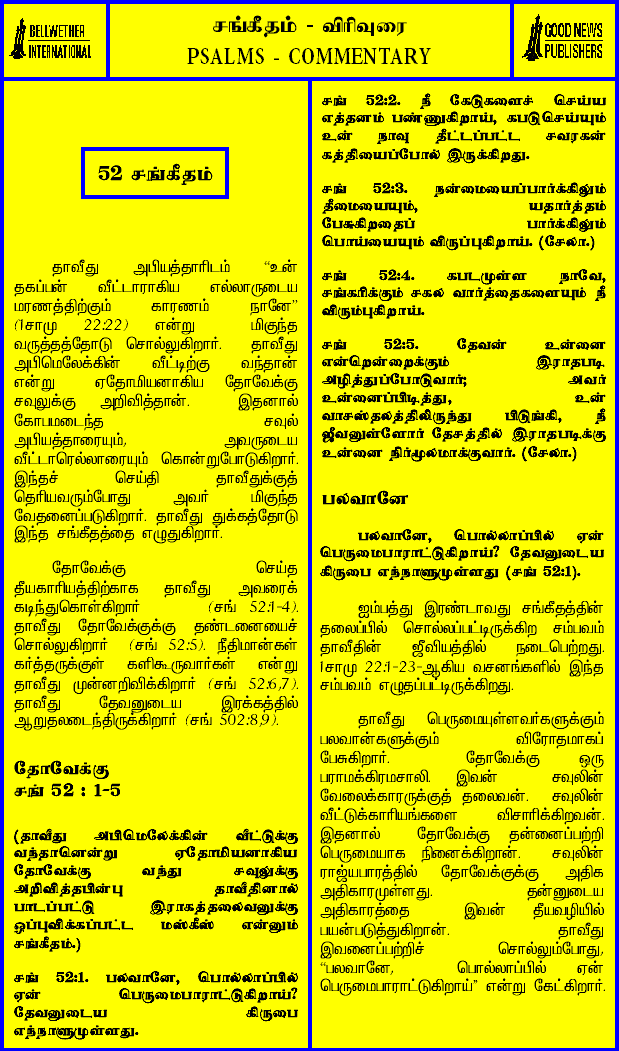 BELLWETHER
INTERNATIONAL
சங்கீதம் - விரிவுரை
PSALMS - COMMENTARY
GOOD NEWS
PUBLISHERS
52 சங்கீதம்
தாவீது அபியத்தாரிடம் “உன்
தகப்பன் வீட்டாராகிய எல்லாருடைய
மரணத்திற்கும் காரணம் நானே”
(1சாமு 22:22) என்று மிகுந்த
வருத்தத்தோடு சொல்லுகிறார். தாவீது
அபிமெலேக்கின் வீட்டிற்கு வந்தான்
என்று ஏதோமியனாகிய தோவேக்கு
சவுலுக்கு அறிவித்தான். இதனால்
கோபமடைந்த சவுல்
அபியத்தாரையும், அவருடைய
வீட்டாரெல்லாரையும் கொன்றுபோடுகிறார்.
இந்தச் செய்தி தாவீதுக்குத்
தெரியவரும்போது அவர் மிகுந்த
வேதனைப்படுகிறார். தாவீது துக்கத்தோடு
இந்த சங்கீதத்தை எழுதுகிறார்.
தோவேக்கு செய்த
தீயகாரியத்திற்காக தாவீது அவரைக்
கடிந்துகொள்கிறார் (சங் 52:1-4).
தாவீது தோவேக்குக்கு தண்டனையைச்
சொல்லுகிறார் (சங் 52:5). நீதிமான்கள்
கர்த்தருக்குள் களிகூருவார்கள் என்று
தாவீது முன்னறிவிக்கிறார் (சங் 52:6,7).
தாவீது தேவனுடைய இரக்கத்தில்
ஆறுதலடைந்திருக்கிறார் (சங் 502:8,9).
தோவேக்கு
சங் 52 : 1-5
(தாவீது அபிமெலேக்கின் வீட்டுக்கு
வந்தானென்று ஏதோமியனாகிய
தோவேக்கு வந்து சவுலுக்கு
அறிவித்தபின்பு தாவீதினால்
பாடப்பட்டு இராகத்தலைவனுக்கு
ஒப்புவிக்கப்பட்ட மஸ்கீஸ் என்னும்
சங்கீதம்.)
சங் 52:1. பலவானே, பொல்லாப்பில்
ஏன் பெருமைபாராட்டுகிறாய்?
தேவனுடைய கிருபை
எந்நாளுமுள்ளது.
சங் 52:2. நீ கேடுகளைச் செய்ய
எத்தனம் பண்ணுகிறாய், கபடுசெய்யும்
உன் நாவு தீட்டப்பட்ட சவரகன்
கத்தியைப்போல் இருக்கிறது.
சங் 52:3. நன்மையைப்பார்க்கிலும்
தீமையையும், யதார்த்தம்
பேசுகிறதைப் பார்க்கிலும்
பொய்யையும் விருப்புகிறாய். (சேலா.)
சங் 52:4. கபடமுள்ள நாவே,
சங்கரிக்கும் சகல வார்த்தைகளையும் நீ
விரும்புகிறாய்.
சங் 52:5. தேவன் உன்னை
என்றென்றைக்கும் இராதபடி
அழித்துப்போடுவார்; அவர்
உன்னைப்பிடித்து, உன்
வாசஸ்தலத்திலிருந்து பிடுங்கி, நீ
ஜீவனுள்ளோர் தேசத்தில் இராதபடிக்கு
உன்னை நிர்மூலமாக்குவார். (சேலா.)
பலவானே
பலவானே, பொல்லாப்பில் ஏன்
பெருமைபாராட்டுகிறாய்? தேவனுடைய
கிருபை எந்நாளுமுள்ளது (சங் 52:1).
ஐம்பத்து இரண்டாவது சங்கீதத்தின்
தலைப்பில் சொல்லப்பட்டிருக்கிற சம்பவம்
தாவீதின் ஜீவியத்தில் நடைபெற்றது.
1சாமு 22:1-23-ஆகிய வசனங்களில் இந்த
சம்பவம் எழுதப்பட்டிருக்கிறது.
தாவீது பெருமையுள்ளவர்களுக்கும்
பலவான்களுக்கும் விரோதமாகப்
பேசுகிறார். தோவேக்கு ஒரு
பராமக்கிரமசாலி. இவன் சவுலின்
வேலைக்காரருக்குத் தலைவன். சவுலின்
வீட்டுக்காரியங்களை விசாரிக்கிறவன்.
இதனால் தோவேக்கு தன்னைப்பற்றி
பெருமையாக நினைக்கிறான். சவுலின்
ராஜ்யபாரத்தில் தோவேக்குக்கு அதிக
அதிகாரமுள்ளது. தன்னுடைய
அதிகாரத்தை இவன் தீயவழியில்
பயன்படுத்துகிறான். தாவீது
இவனைப்பற்றிச் சொல்லும்போது,
“பலவானே, பொல்லாப்பில் ஏன்
பெருமைபாராட்டுகிறாய்” என்று கேட்கிறார்.